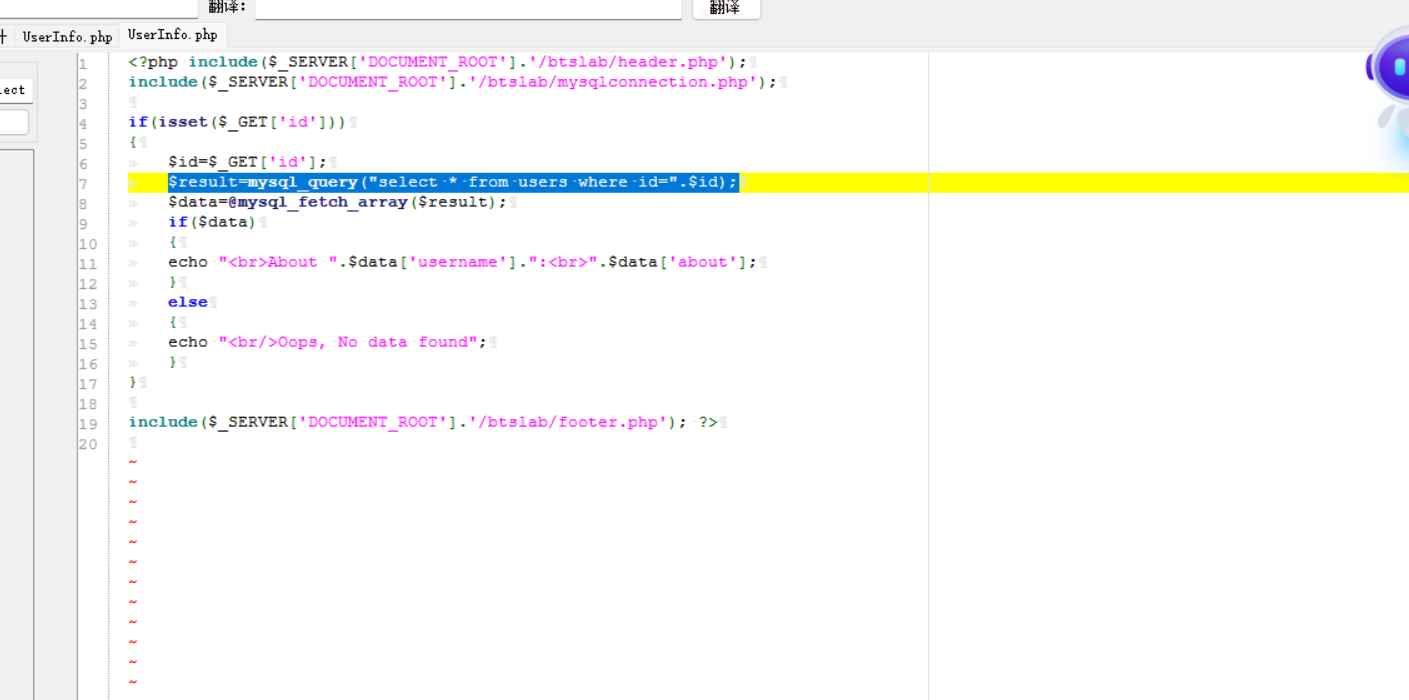 翻译:
翻译
UserInfo.php
UserInfo.php
1 <?php include($_SERVER['DOCUMENT_ROOT'].'/btslab/header.php');
2 include($_SERVER['DOCUMENT_ROOT'].'/btslab/mysqlconnection.php');
3
4 if(isset($_GET['id']))
5 {
6 $id=$_GET['id'];
7 $result=mysql_query("select * from users where id=".$id);
8 $data=@mysql_fetch_array($result);
9 if($data)
10 {
11 echo "<br>About ".$data['username'].":<br>".$data['about'];
12 }
13 else
14 {
15 echo "<br/>Oops, No data found";
16 }
17 }
18
19 include($_SERVER['DOCUMENT_ROOT'].'/btslab/footer.php'); ?>
20
~
~
~
~
~
~
~
~
~
~
~
~